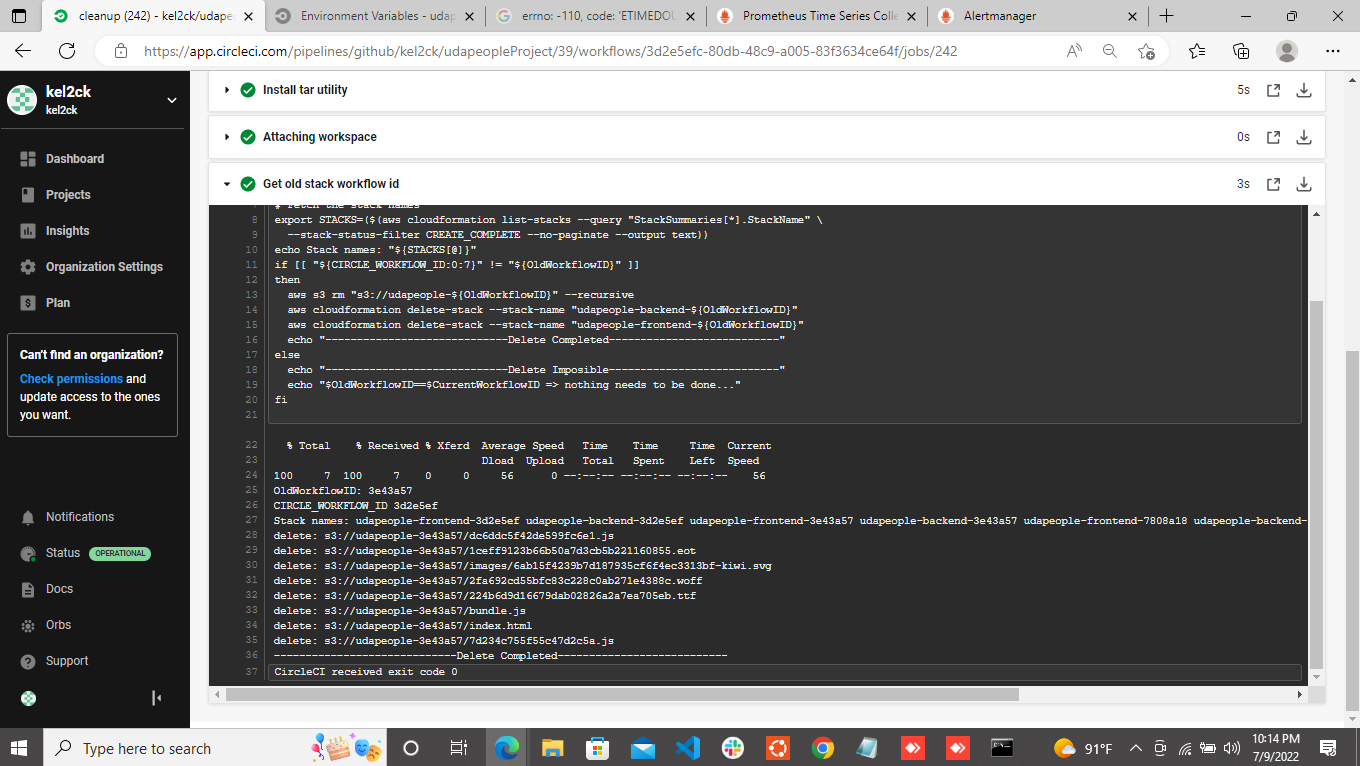 cleanup (242) - kel2ck/udape
Environment Variables - udap
errno: -110, code: 'ETIMEDOU
Prometheus Time Series Colle
Alertmanager
https://app.circleci.com/pipelines/github/kel2ck/udapeopleProject/39/workflows/3d2e5efc-80db-48c9-a005-83f3634ce64f/jobs/242
kel2ck
kel2ck
Dashboard
Projects
Insights
Organization Settings
Plan
Can't find an organization?
Check permissions and
update access to the ones
you want.
Notifications
Status OPERATIONAL
Docs
Orbs
Support
Install tar utility 5s
Attaching workspace 0s
Get old stack workflow id 3s
7 # Fetch the stack names
8 export STACKS=($(aws cloudformation list-stacks --query "StackSummaries[*].StackName" \
9 --stack-status-filter CREATE_COMPLETE --no-paginate --output text))
10 echo Stack names: "${STACKS[@]}"
11 if [[ "${CIRCLE_WORKFLOW_ID:0:7}" != "${OldWorkflowID}" ]]
12 then
13 aws s3 rm "s3://udapeople-${OldWorkflowID}" --recursive
14 aws cloudformation delete-stack --stack-name "udapeople-backend-${OldWorkflowID}"
15 aws cloudformation delete-stack --stack-name "udapeople-frontend-${OldWorkflowID}"
16 echo "-----------------------------Delete Completed---------------------------"
17 else
18 echo "-----------------------------Delete Imposible---------------------------"
19 echo "$OldWorkflowID==$CurrentWorkflowID => nothing needs to be done..."
20 fi
21
22 % Total % Received % Xferd Average Speed Time Time Time Current
23 Dload Upload Total Spent Left Speed
24 100 7 100 7 0 0 56 0 --:--:-- --:--:-- --:--:-- 56
25 OldWorkflowID: 3e43a57
26 CIRCLE_WORKFLOW_ID 3d2e5ef
27 Stack names: udapeople-frontend-3d2e5ef udapeople-backend-3d2e5ef udapeople-frontend-3e43a57 udapeople-backend-3e43a57 udapeople-frontend-7808a18 udapeople-backend-
28 delete: s3://udapeople-3e43a57/dc6ddc5f42de599fc6e1.js
29 delete: s3://udapeople-3e43a57/1ceff9123b66b50a7d3cb5b221160855.eot
30 delete: s3://udapeople-3e43a57/images/6ab15f4239b7d187935cf6f4ec3313bf-kiwi.svg
31 delete: s3://udapeople-3e43a57/2fa692cd55bfc83c228c0ab271e4388c.woff
32 delete: s3://udapeople-3e43a57/224b6d9d16679dab02826a2a7ea705eb.ttf
33 delete: s3://udapeople-3e43a57/bundle.js
34 delete: s3://udapeople-3e43a57/index.html
35 delete: s3://udapeople-3e43a57/7d234c755f55c47d2c5a.js
36 -----------------------------Delete Completed---------------------------
37 CircleCI received exit code 0
Type here to search
91°F
10:14 PM
7/9/2022